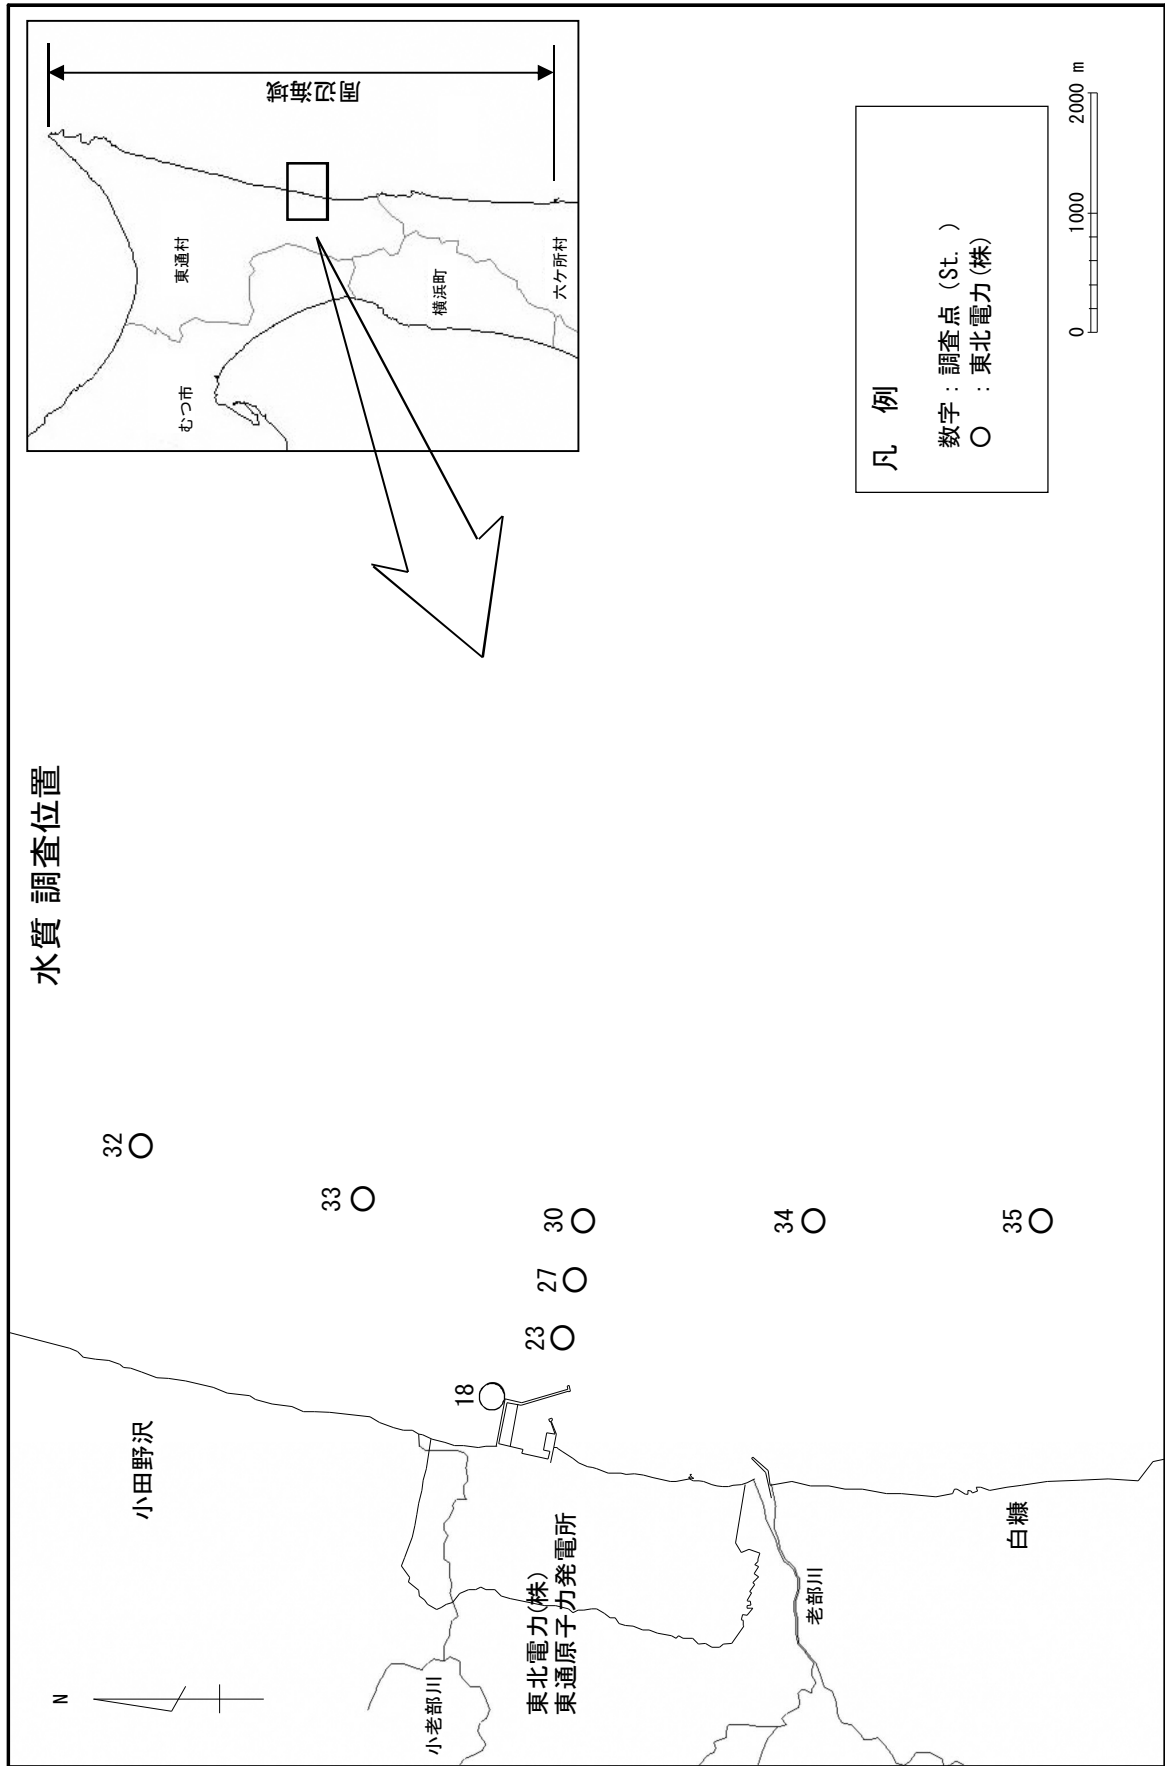 水質 調査位置
N
小田野沢
小老部川
東北電力(株)
東通原子力発電所
老部川
白糠
18
23
27
30
32
33
34
35
むつ市
東通村
横浜町
六ケ所村
周辺海域
凡 例
数字：調査点 (St. )
○ ：東北電力(株)
0 1000 2000 m